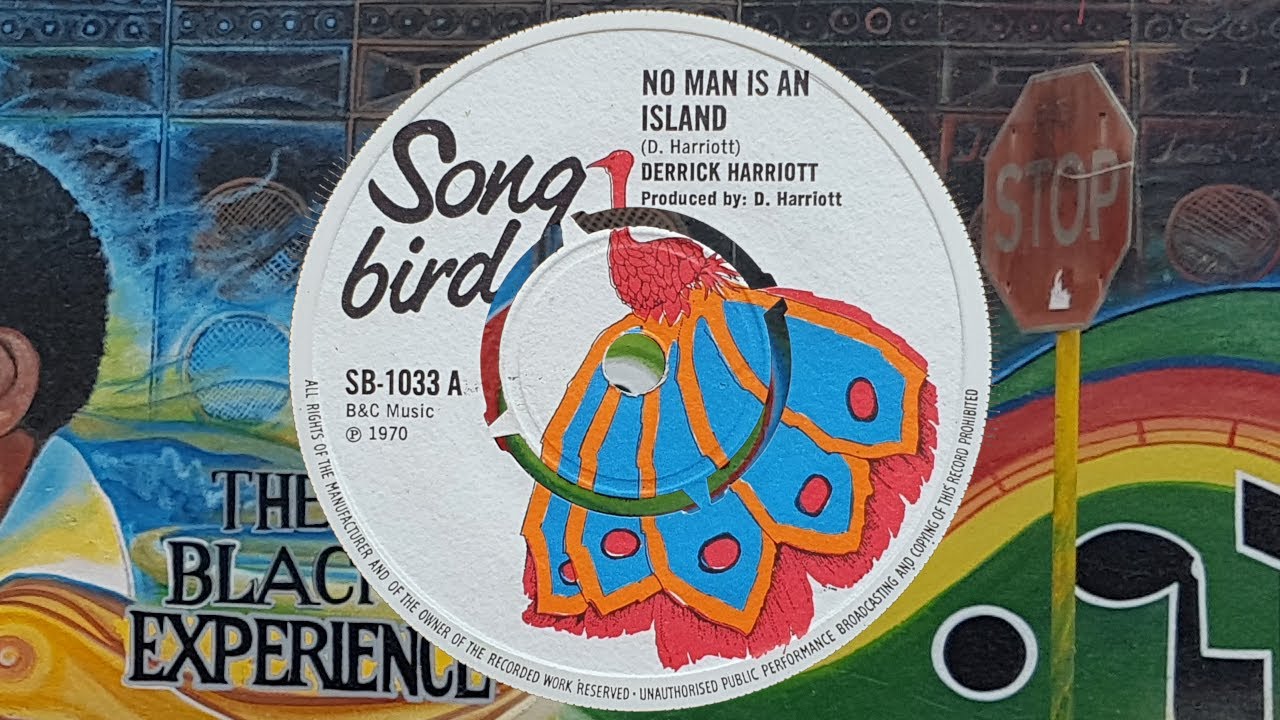 NO MAN IS AN
ISLAND
(D. Harriott)
DERRICK HARRIOTT
Produced by: D. Harriott
Song
bird
SB-1033 A
B&C Music
℗ 1970
ALL RIGHTS OF THE MANUFACTURER AND OF THE OWNER OF THE RECORDED WORK RESERVED · UNAUTHORISED PUBLIC PERFORMANCE BROADCASTING AND COPYING OF THIS RECORD PROHIBITED
STOP
THE
BLAC
EXPERIENCE